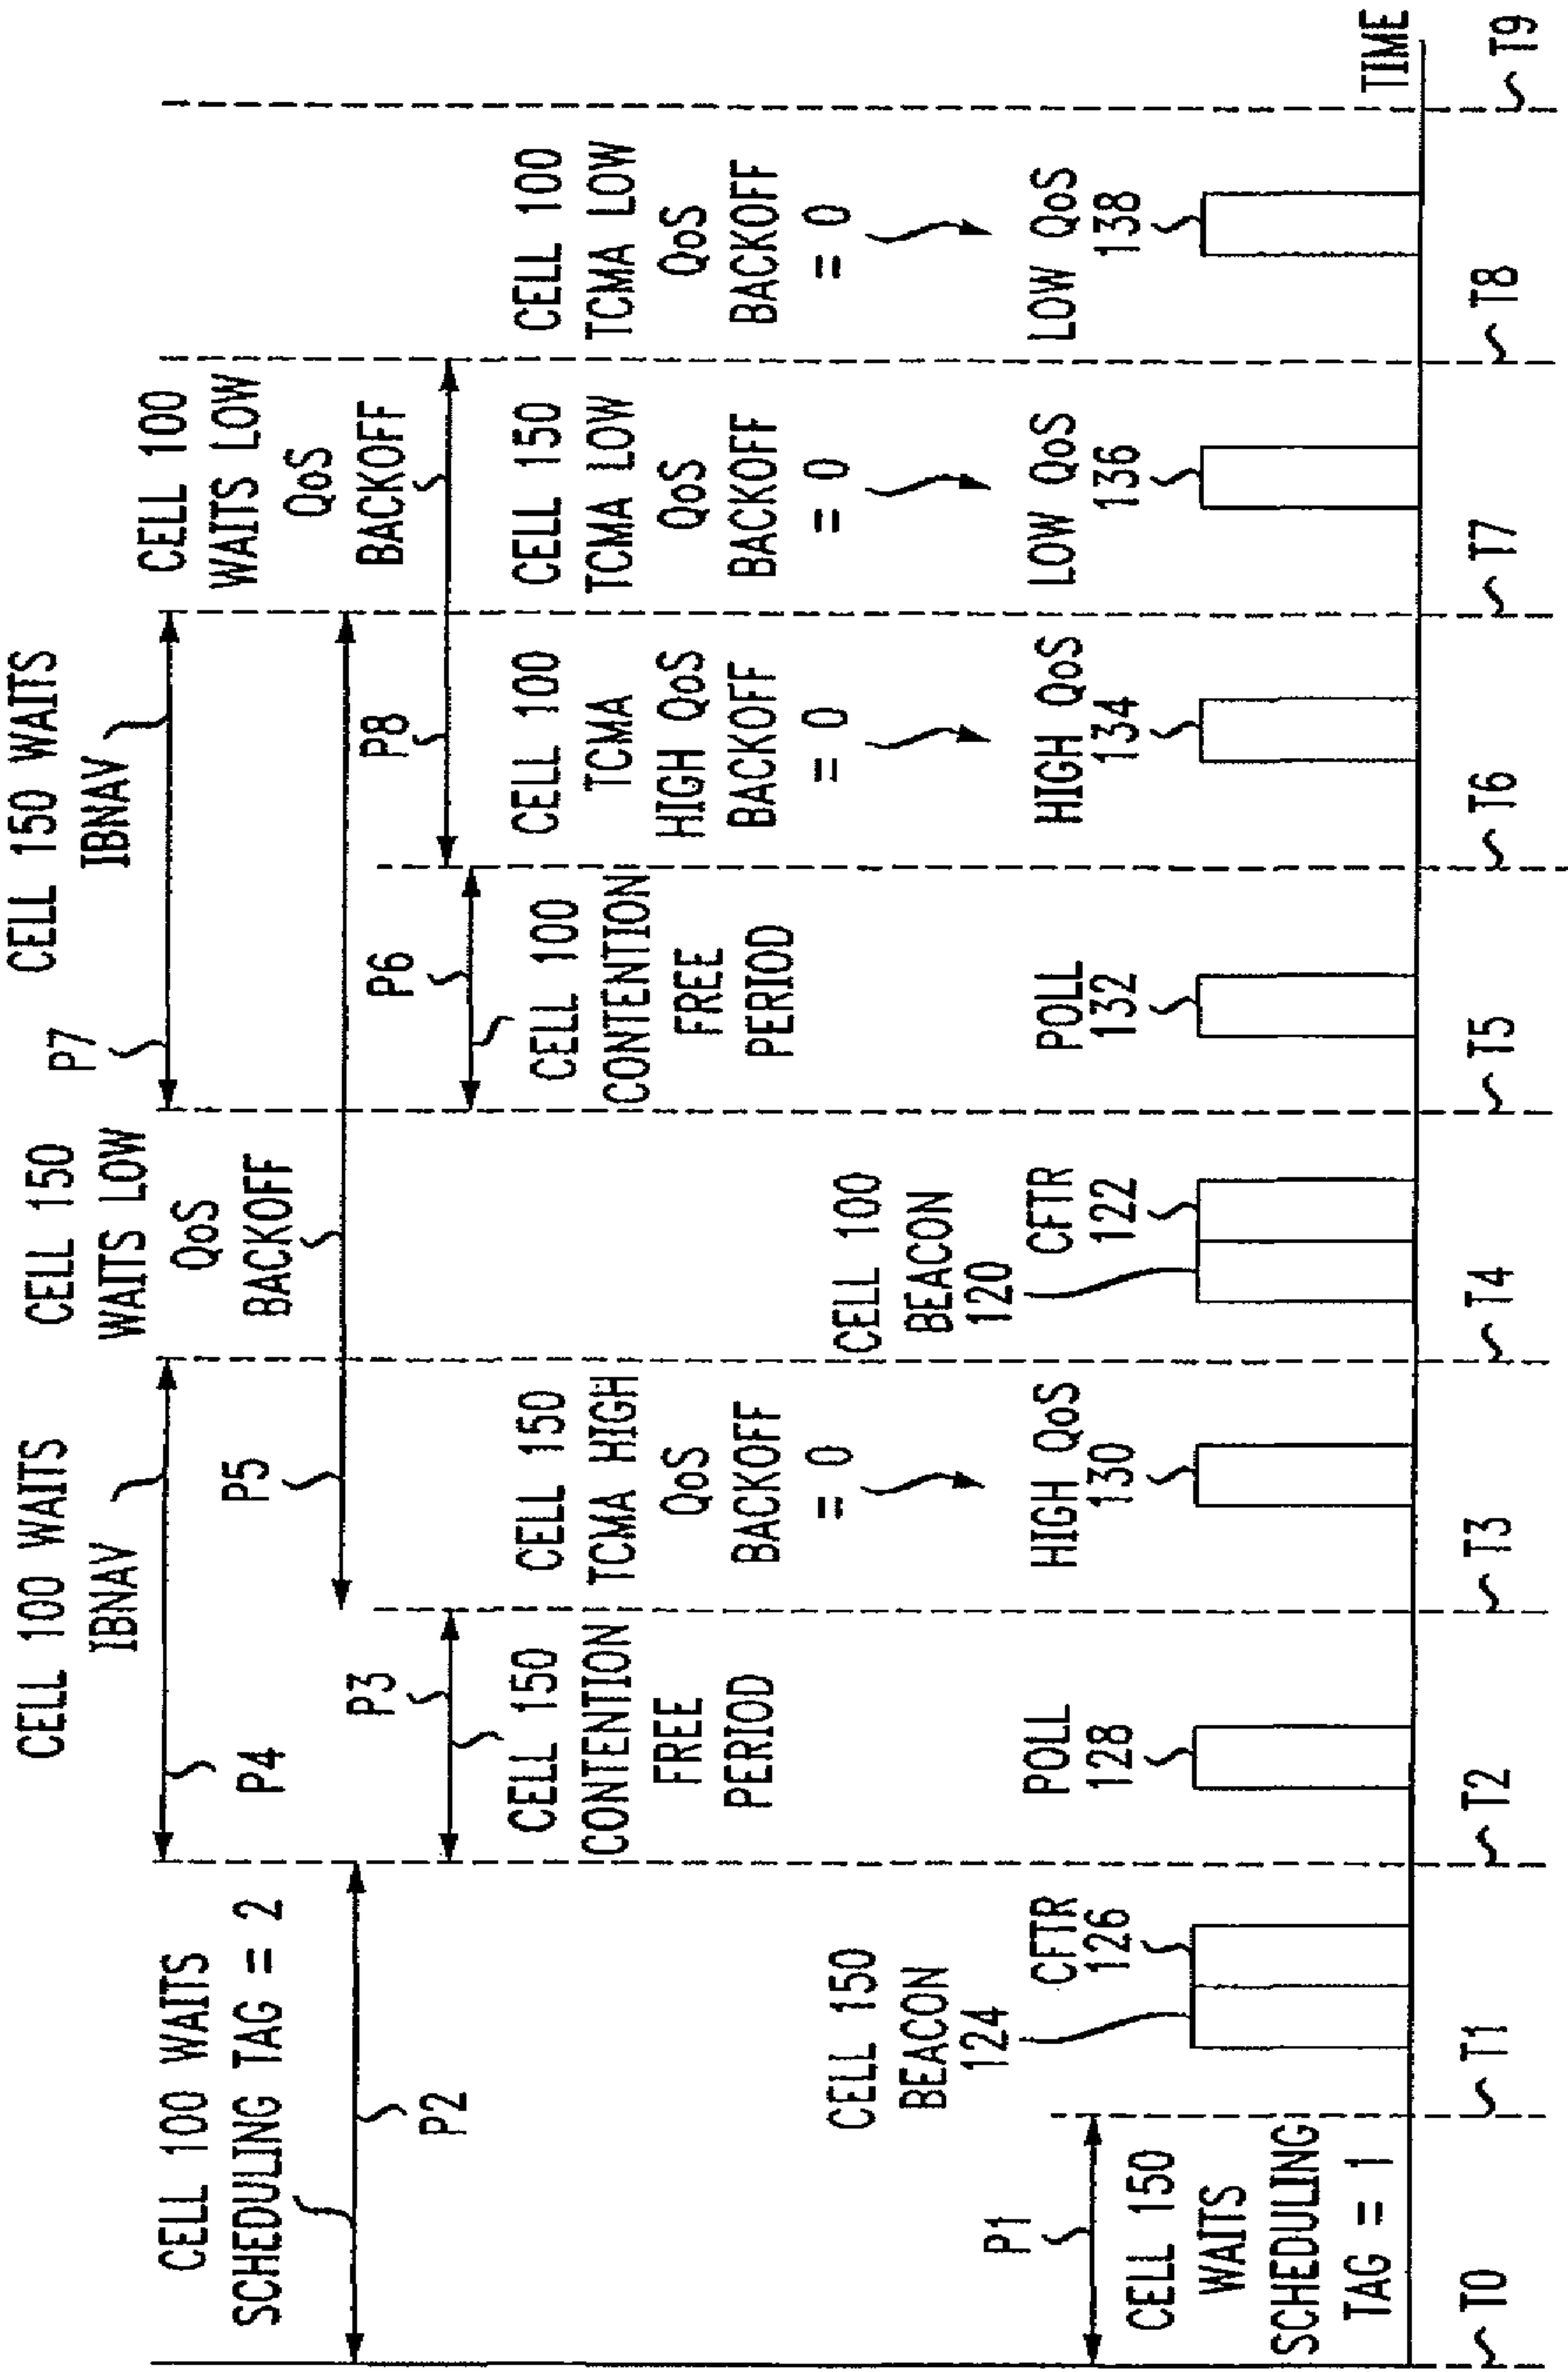 CELL 100 WAITS
SCHEDULING TAG = 2
P2
CELL 100 WAITS
IBNAV
P4
CELL 150
WAITS LOW
QoS
BACKOFF
P5
CELL 150 WAITS
IBNAV
P7
CELL 100
WAITS LOW
QoS
BACKOFF
P8
P3
CELL 150
CONTENTION
FREE
PERIOD
CELL 150
TCMA HIGH
QoS
BACKOFF
= 0
P6
CELL 100
CONTENTION
FREE
PERIOD
CELL 100
TCMA
HIGH QoS
BACKOFF
= 0
CELL 150
TCMA LOW
QoS
BACKOFF
= 0
CELL 100
TCMA LOW
QoS
BACKOFF
= 0
P1
CELL 150
WAITS
SCHEDULING
TAG = 1
CELL 150
BEACON
124
CFTR
126
POLL
128
HIGH QoS
130
CELL 100
BEACON
120
CFTR
122
POLL
132
HIGH QoS
134
LOW QoS
136
LOW QoS
138
TIME
T0
T1
T2
T3
T4
T5
T6
T7
T8
T9